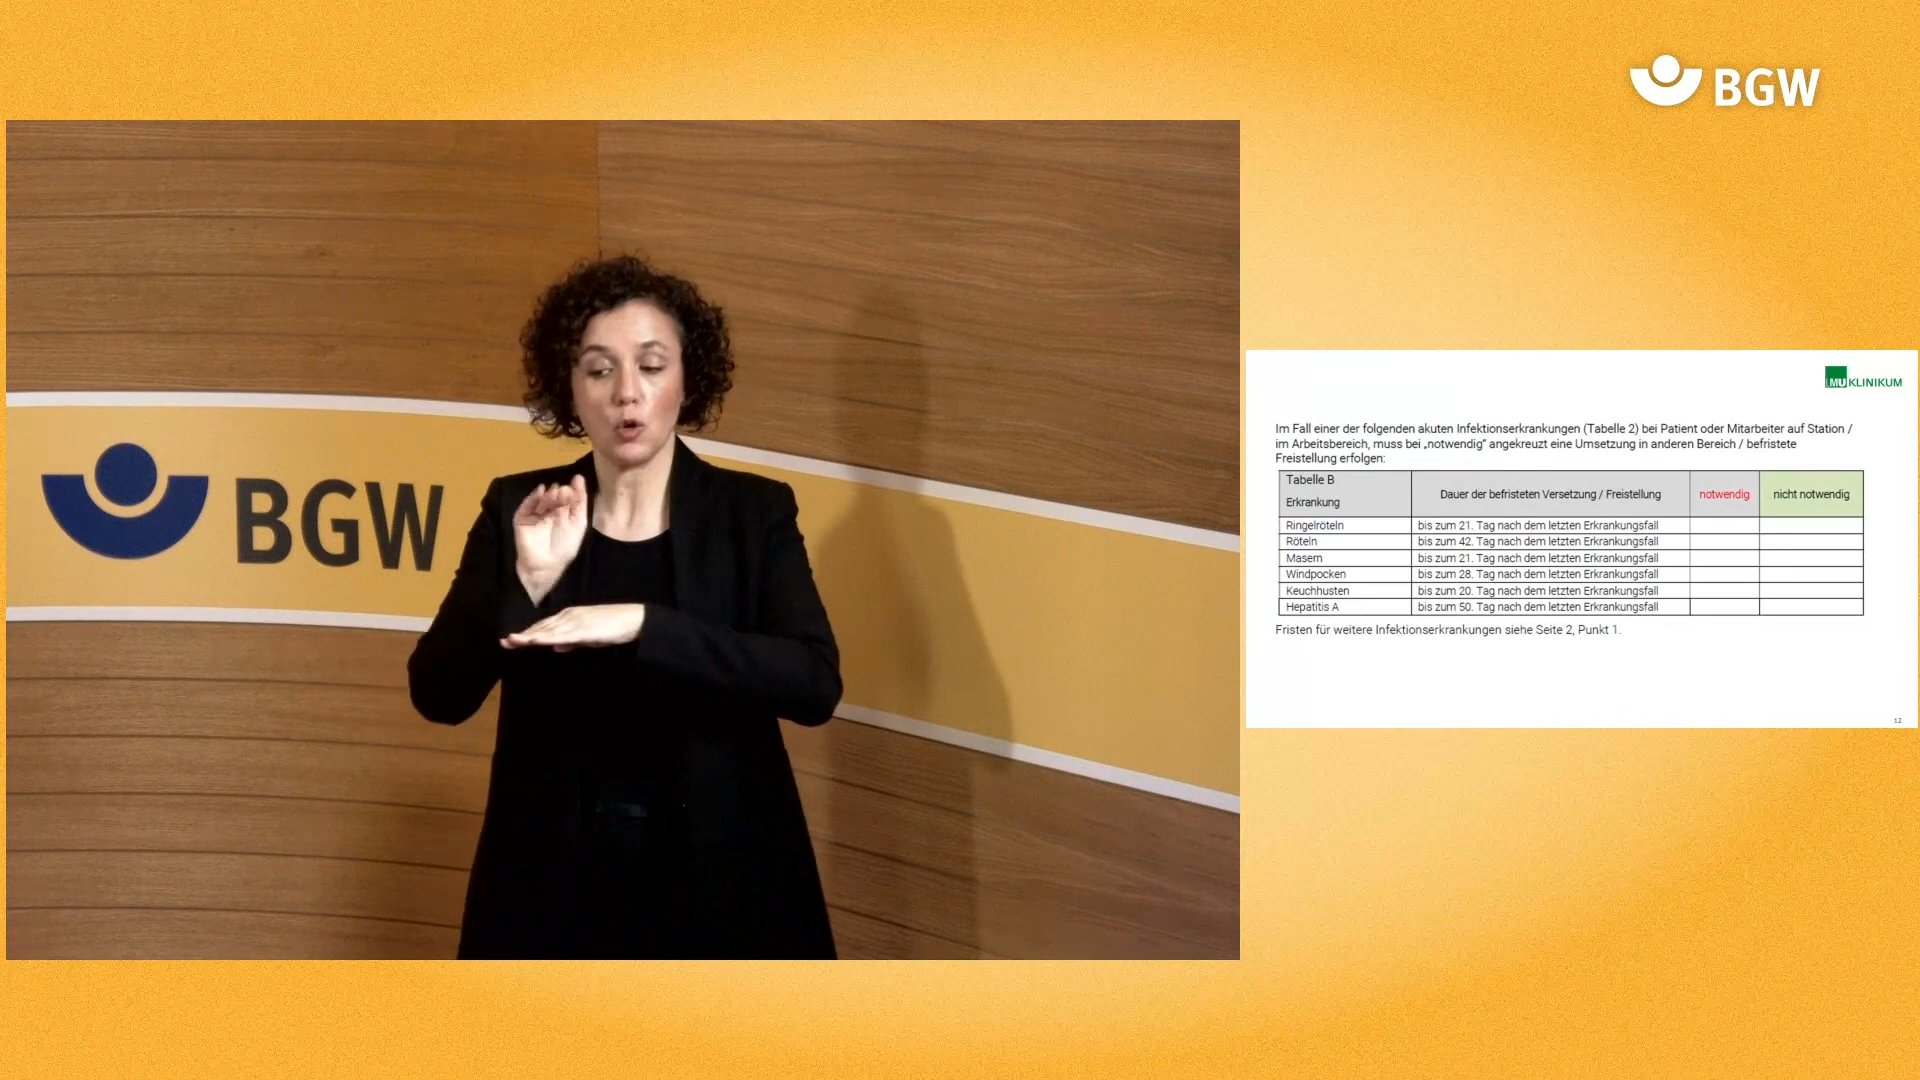 BGW
BGW
LMU KLINIKUM
Im Fall einer der folgenden akuten Infektionserkrankungen (Tabelle 2) bei Patient oder Mitarbeiter auf Station /
im Arbeitsbereich, muss bei „notwendig“ angekreuzt eine Umsetzung in anderen Bereich / befristete
Freistellung erfolgen:
Tabelle B
Erkrankung
Dauer der befristeten Versetzung / Freistellung
notwendig
nicht notwendig
Ringelröteln bis zum 21. Tag nach dem letzten Erkrankungsfall
Röteln bis zum 42. Tag nach dem letzten Erkrankungsfall
Masern bis zum 21. Tag nach dem letzten Erkrankungsfall
Windpocken bis zum 28. Tag nach dem letzten Erkrankungsfall
Keuchhusten bis zum 20. Tag nach dem letzten Erkrankungsfall
Hepatitis A bis zum 50. Tag nach dem letzten Erkrankungsfall
Fristen für weitere Infektionserkrankungen siehe Seite 2, Punkt 1.
12